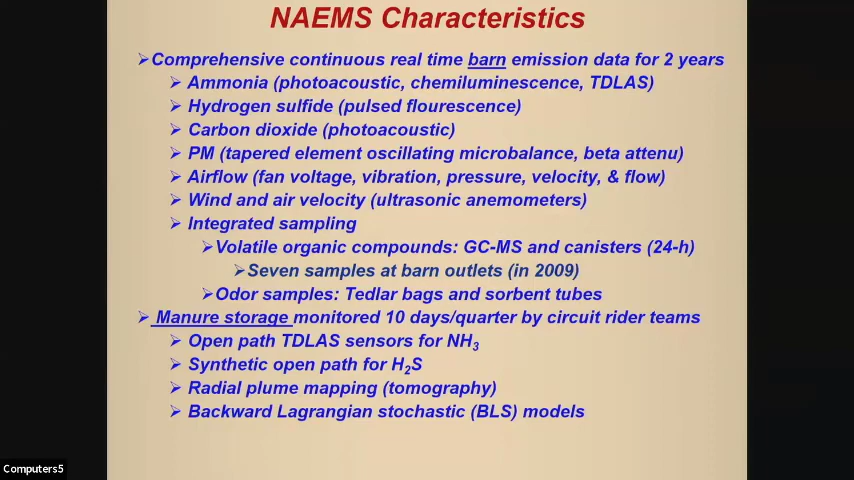 NAEMS Characteristics
➢Comprehensive continuous real time barn emission data for 2 years
➢ Ammonia (photoacoustic, chemiluminescence, TDLAS)
➢ Hydrogen sulfide (pulsed flourescence)
➢ Carbon dioxide (photoacoustic)
➢ PM (tapered element oscillating microbalance, beta attenu)
➢ Airflow (fan voltage, vibration, pressure, velocity, & flow)
➢ Wind and air velocity (ultrasonic anemometers)
➢ Integrated sampling
➢Volatile organic compounds: GC-MS and canisters (24-h)
➢Seven samples at barn outlets (in 2009)
➢Odor samples: Tedlar bags and sorbent tubes
➢ Manure storage monitored 10 days/quarter by circuit rider teams
➢ Open path TDLAS sensors for NH₃
➢ Synthetic open path for H₂S
➢ Radial plume mapping (tomography)
➢ Backward Lagrangian stochastic (BLS) models
Computers5